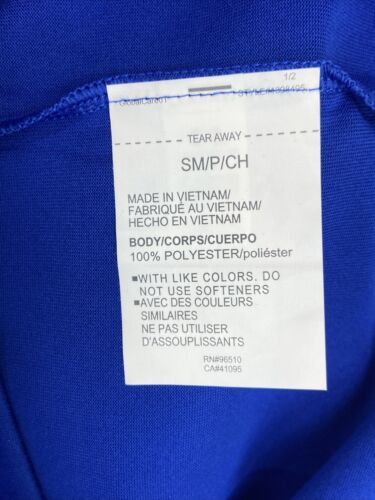 1/2
TEAR AWAY
SM/P/CH
MADE IN VIETNAM/
FABRIQUÉ AU VIETNAM/
HECHO EN VIETNAM
BODY/CORPS/CUERPO
100% POLYESTER/poliéster
▪WITH LIKE COLORS. DO
NOT USE SOFTENERS
▪AVEC DES COULEURS
SIMILAIRES
NE PAS UTILISER
D'ASSOUPLISSANTS
RN#96510
CA#41095